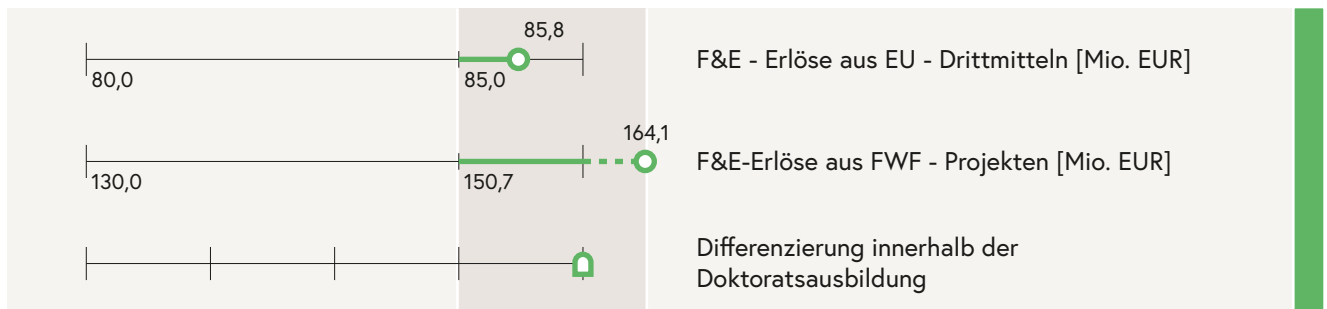 85,8
80,0
85,0
F&E - Erlöse aus EU - Drittmitteln [Mio. EUR]
164,1
130,0
150,7
F&E-Erlöse aus FWF - Projekten [Mio. EUR]
Differenzierung innerhalb der
Doktoratsausbildung